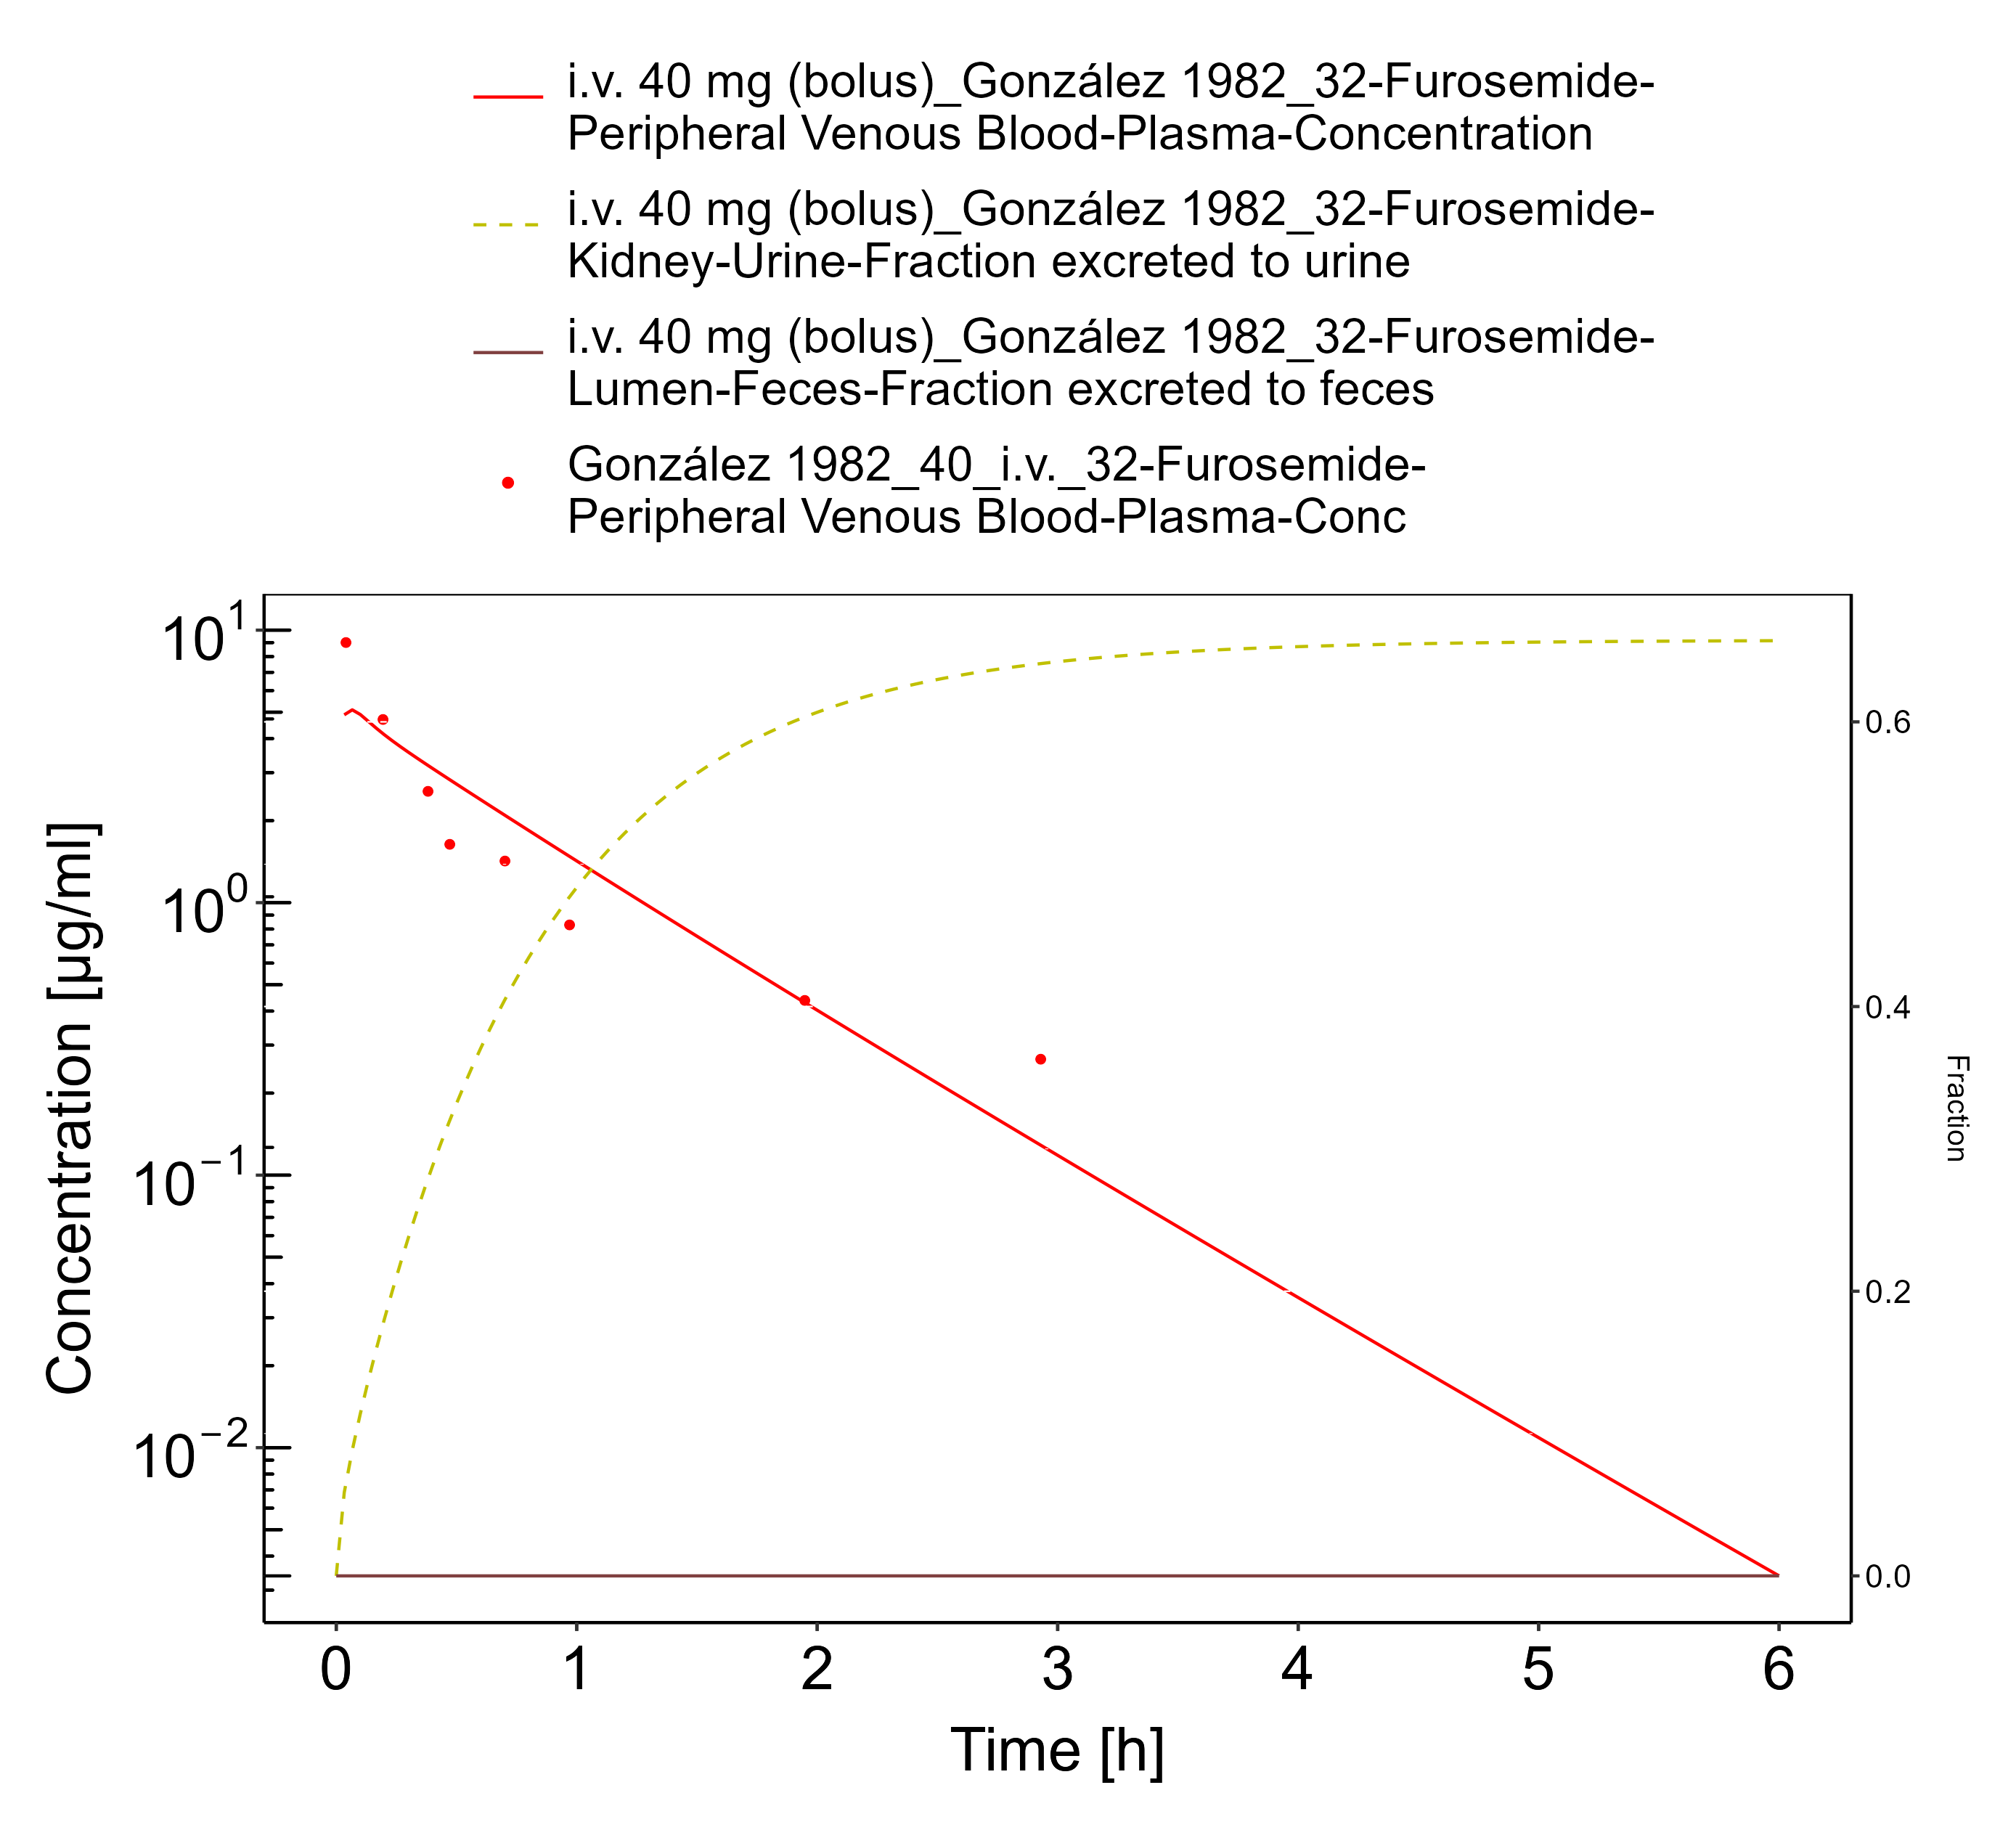 i.v. 40 mg (bolus)_González 1982_32-Furosemide-
Peripheral Venous Blood-Plasma-Concentration
i.v. 40 mg (bolus)_González 1982_32-Furosemide-
Kidney-Urine-Fraction excreted to urine
i.v. 40 mg (bolus)_González 1982_32-Furosemide-
Lumen-Feces-Fraction excreted to feces
González 1982_40_i.v._32-Furosemide-
Peripheral Venous Blood-Plasma-Conc
10^1
10^0
10^−1
10^−2
Concentration [µg/ml]
0.6
0.4
0.2
0.0
Fraction
0 1 2 3 4 5 6
Time [h]